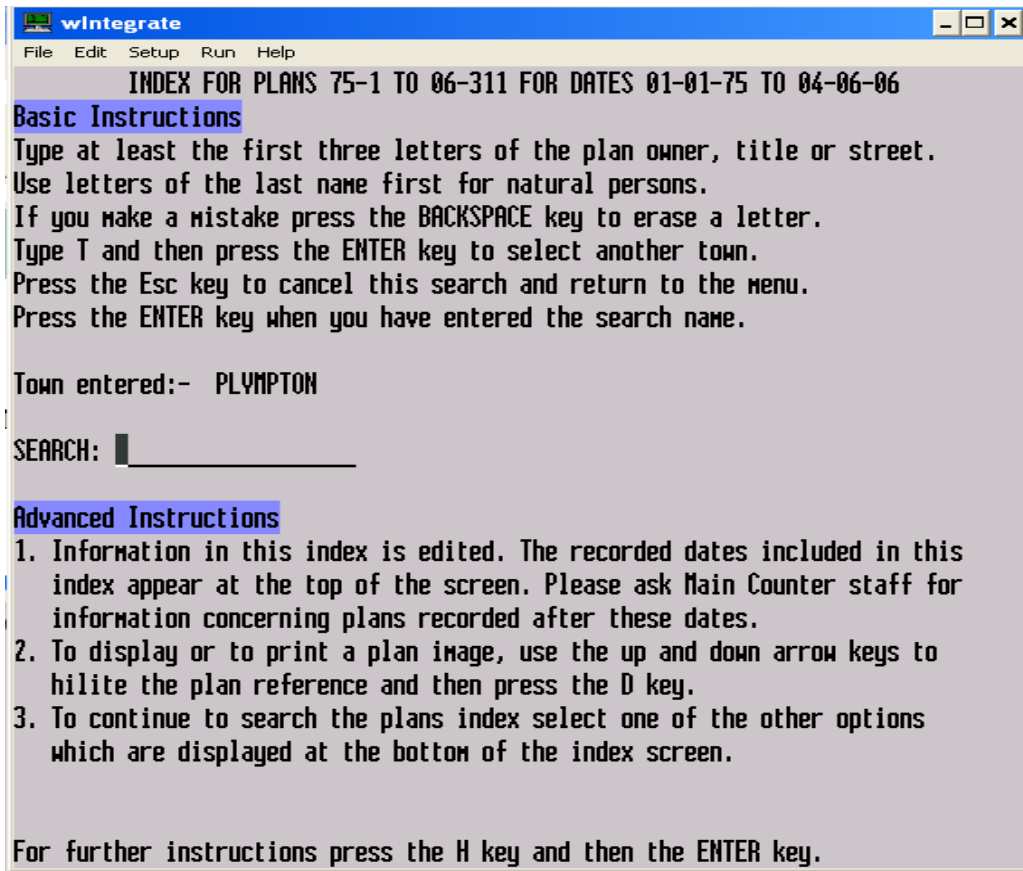 wIntegrate
File Edit Setup Run Help
INDEX FOR PLANS 75-1 TO 06-311 FOR DATES 01-01-75 TO 04-06-06
Basic Instructions
Type at least the first three letters of the plan owner, title or street.
Use letters of the last name first for natural persons.
If you make a mistake press the BACKSPACE key to erase a letter.
Type T and then press the ENTER key to select another town.
Press the Esc key to cancel this search and return to the menu.
Press the ENTER key when you have entered the search name.
Town entered:- PLYMPTON
SEARCH:
Advanced Instructions
1. Information in this index is edited. The recorded dates included in this
index appear at the top of the screen. Please ask Main Counter staff for
information concerning plans recorded after these dates.
2. To display or to print a plan image, use the up and down arrow keys to
hilite the plan reference and then press the D key.
3. To continue to search the plans index select one of the other options
which are displayed at the bottom of the index screen.
For further instructions press the H key and then the ENTER key.